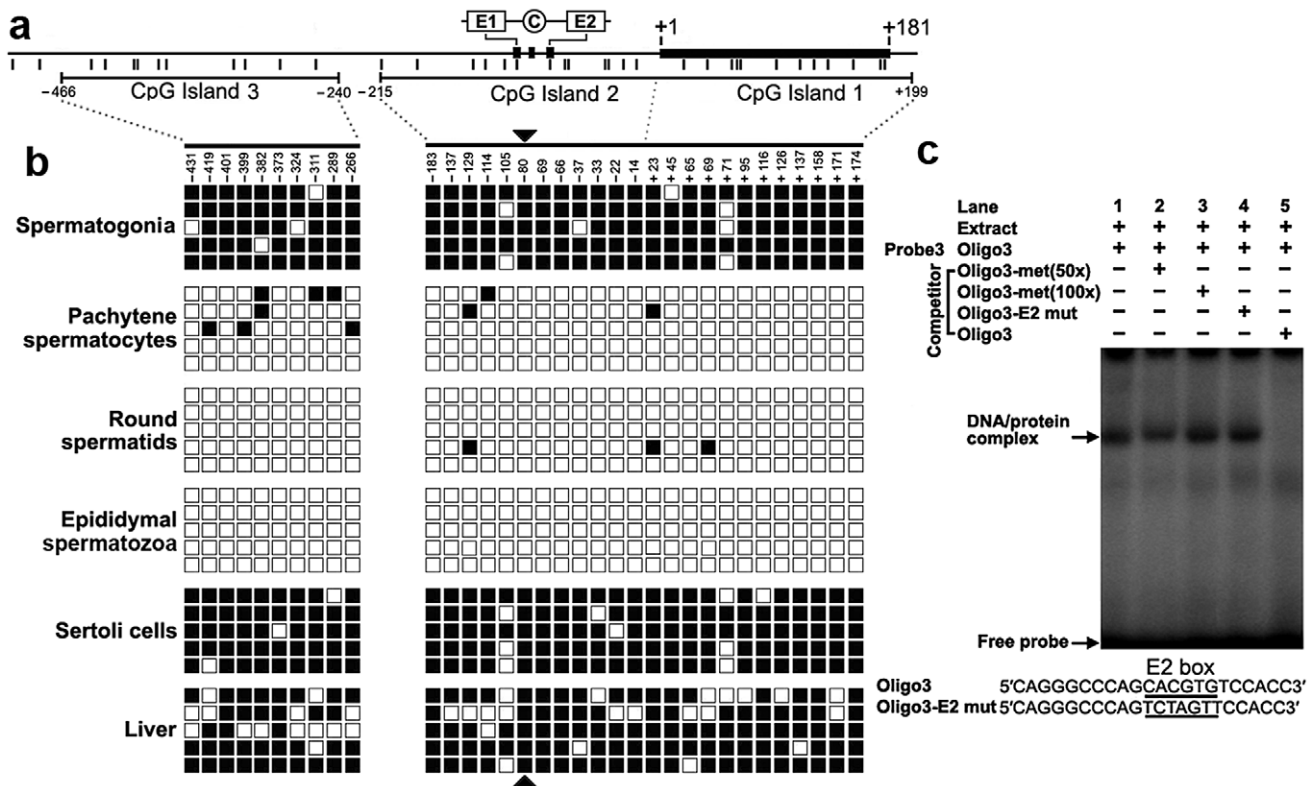 a
E1 C E2
+1 +181
−466 CpG Island 3 −240 −215 CpG Island 2 CpG Island 1 +199
b
−431 −419 −401 −399 −382 −373 −324 −311 −289 −266
−183 −137 −129 −114 −105 −80 −69 −66 −37 −33 −22 −14 +23 +45 +65 +69 +71 +95 +116 +126 +137 +158 +171 +174
Spermatogonia
Pachytene
spermatocytes
Round
spermatids
Epididymal
spermatozoa
Sertoli cells
Liver
c
Lane 1 2 3 4 5
Extract + + + + +
Probe3 Oligo3 + + + + +
Competitor
Oligo3-met(50x) − + − − −
Oligo3-met(100x) − − + − −
Oligo3-E2 mut − − − + −
Oligo3 − − − − +
DNA/protein
complex
Free probe
E2 box
Oligo3 5′CAGGGCCCAGCACGTGTCCACC3′
Oligo3-E2 mut 5′CAGGGCCCAGTCTAGTTCCACC3′